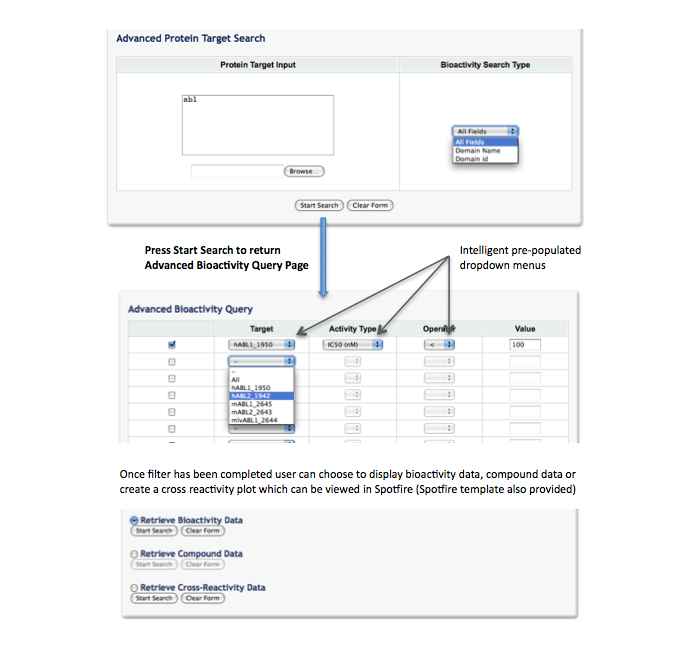 Advanced Protein Target Search
Protein Target Input
Bioactivity Search Type
abl
All Fields
All Fields
Domain Name
Domain id
Browse...
Start Search
Clear Form
Press Start Search to return
Advanced Bioactivity Query Page
Intelligent pre-populated
dropdown menus
Advanced Bioactivity Query
Target
Activity Type
Operator
Value
hABL1_1950
IC50 (nM)
<
100
-
-
All
hABL1_1950
hABL2_1942
mABL1_2645
mABL2_2643
mlvABL1_2644
-
Once filter has been completed user can choose to display bioactivity data, compound data or
create a cross reactivity plot which can be viewed in Spotfire (Spotfire template also provided)
Retrieve Bioactivity Data
Start Search
Clear Form
Retrieve Compound Data
Start Search
Clear Form
Retrieve Cross-Reactivity Data
Start Search
Clear Form